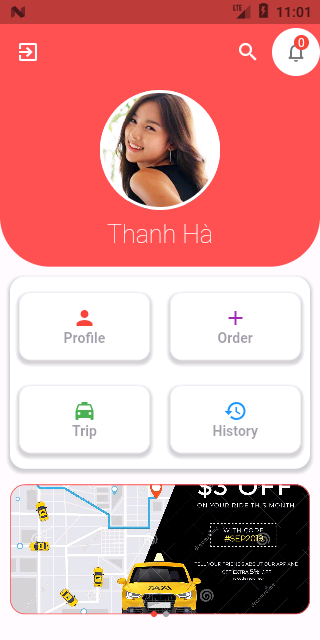 LTE 11:01
0
Thanh Hà
Profile
Order
Trip
History
$3 OFF
ON YOUR RIDE THIS MONTH
WITH CODE
#SEP2019
TELL YOUR FRIENDS ABOUT OUR APP AND
GET EXTRA 5% OFF
TAXI